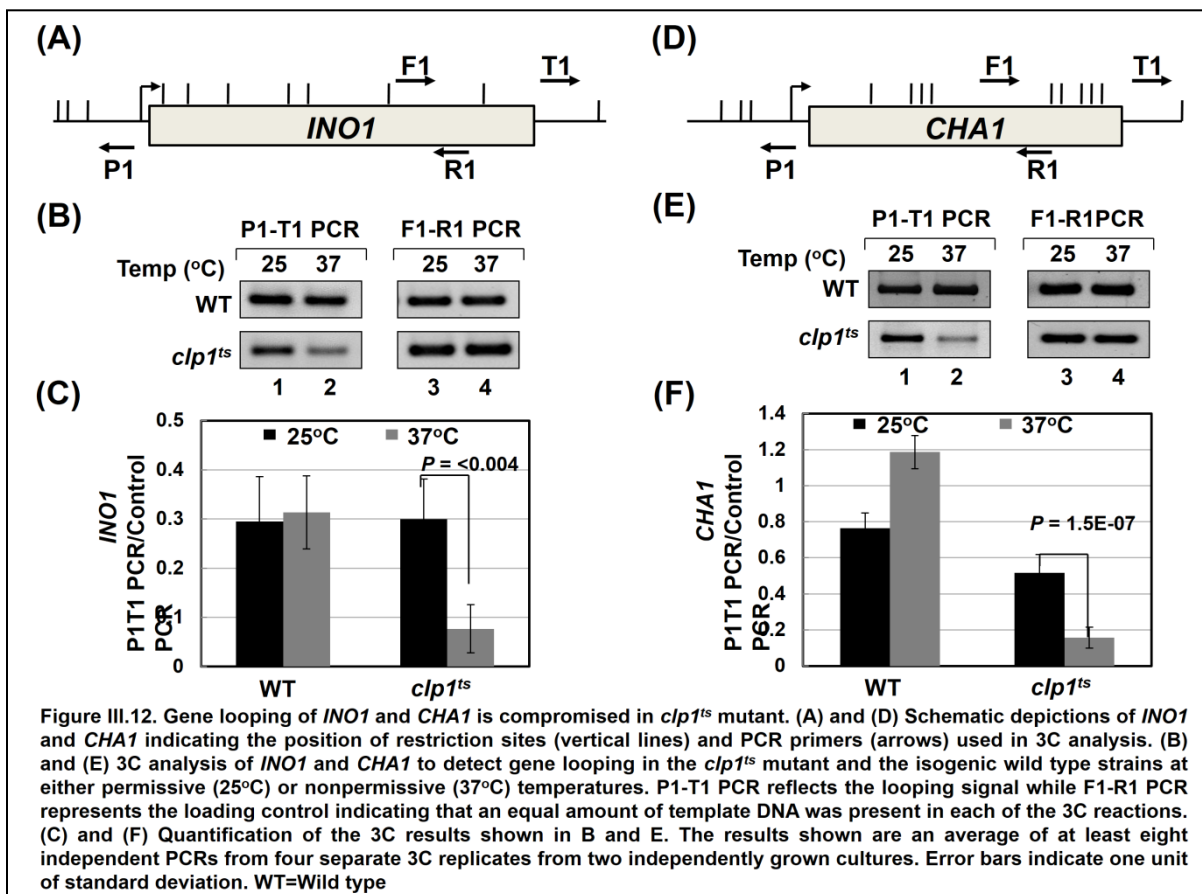 (A)
F1
T1
INO1
P1
R1
(B)
P1-T1 PCR
F1-R1 PCR
Temp (ºC)
25
37
25
37
WT
clp1ts
1
2
3
4
(C)
0.5
0.4
0.3
0.2
0.1
0
INO1
P1T1 PCR/Control
PCR
25ºC
37ºC
P = <0.004
WT
clp1ts
(D)
F1
T1
CHA1
P1
R1
(E)
P1-T1 PCR
F1-R1PCR
Temp (ºC)
25
37
25
37
WT
clp1ts
1
2
3
4
(F)
1.4
1.2
1
0.8
0.6
0.4
0.2
0
CHA1
P1T1 PCR/Control
PCR
25ºC
37ºC
P = 1.5E-07
WT
clp1ts
Figure III.12. Gene looping of INO1 and CHA1 is compromised in clp1ts mutant. (A) and (D) Schematic depictions of INO1
and CHA1 indicating the position of restriction sites (vertical lines) and PCR primers (arrows) used in 3C analysis. (B)
and (E) 3C analysis of INO1 and CHA1 to detect gene looping in the clp1ts mutant and the isogenic wild type strains at
either permissive (25ºC) or nonpermissive (37ºC) temperatures. P1-T1 PCR reflects the looping signal while F1-R1 PCR
represents the loading control indicating that an equal amount of template DNA was present in each of the 3C reactions.
(C) and (F) Quantification of the 3C results shown in B and E. The results shown are an average of at least eight
independent PCRs from four separate 3C replicates from two independently grown cultures. Error bars indicate one unit
of standard deviation. WT=Wild type